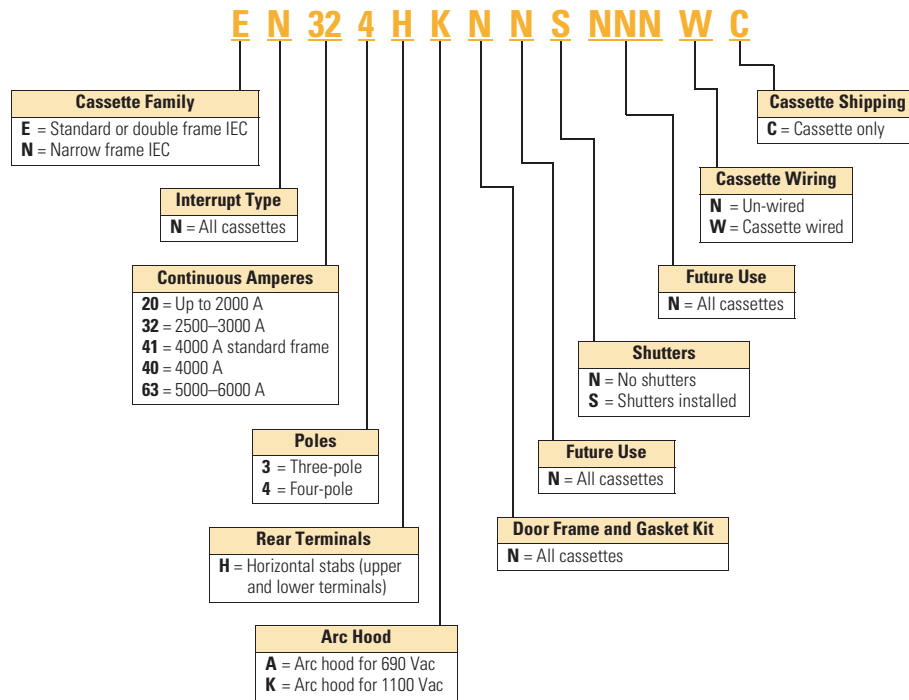 E N 32 4 H K N N S NNN W C
Cassette Family
E = Standard or double frame IEC
N = Narrow frame IEC
Cassette Shipping
C = Cassette only
Interrupt Type
N = All cassettes
Cassette Wiring
N = Un-wired
W = Cassette wired
Continuous Amperes
20 = Up to 2000 A
32 = 2500–3000 A
41 = 4000 A standard frame
40 = 4000 A
63 = 5000–6000 A
Future Use
N = All cassettes
Shutters
N = No shutters
S = Shutters installed
Poles
3 = Three-pole
4 = Four-pole
Future Use
N = All cassettes
Door Frame and Gasket Kit
N = All cassettes
Rear Terminals
H = Horizontal stabs (upper
and lower terminals)
Arc Hood
A = Arc hood for 690 Vac
K = Arc hood for 1100 Vac